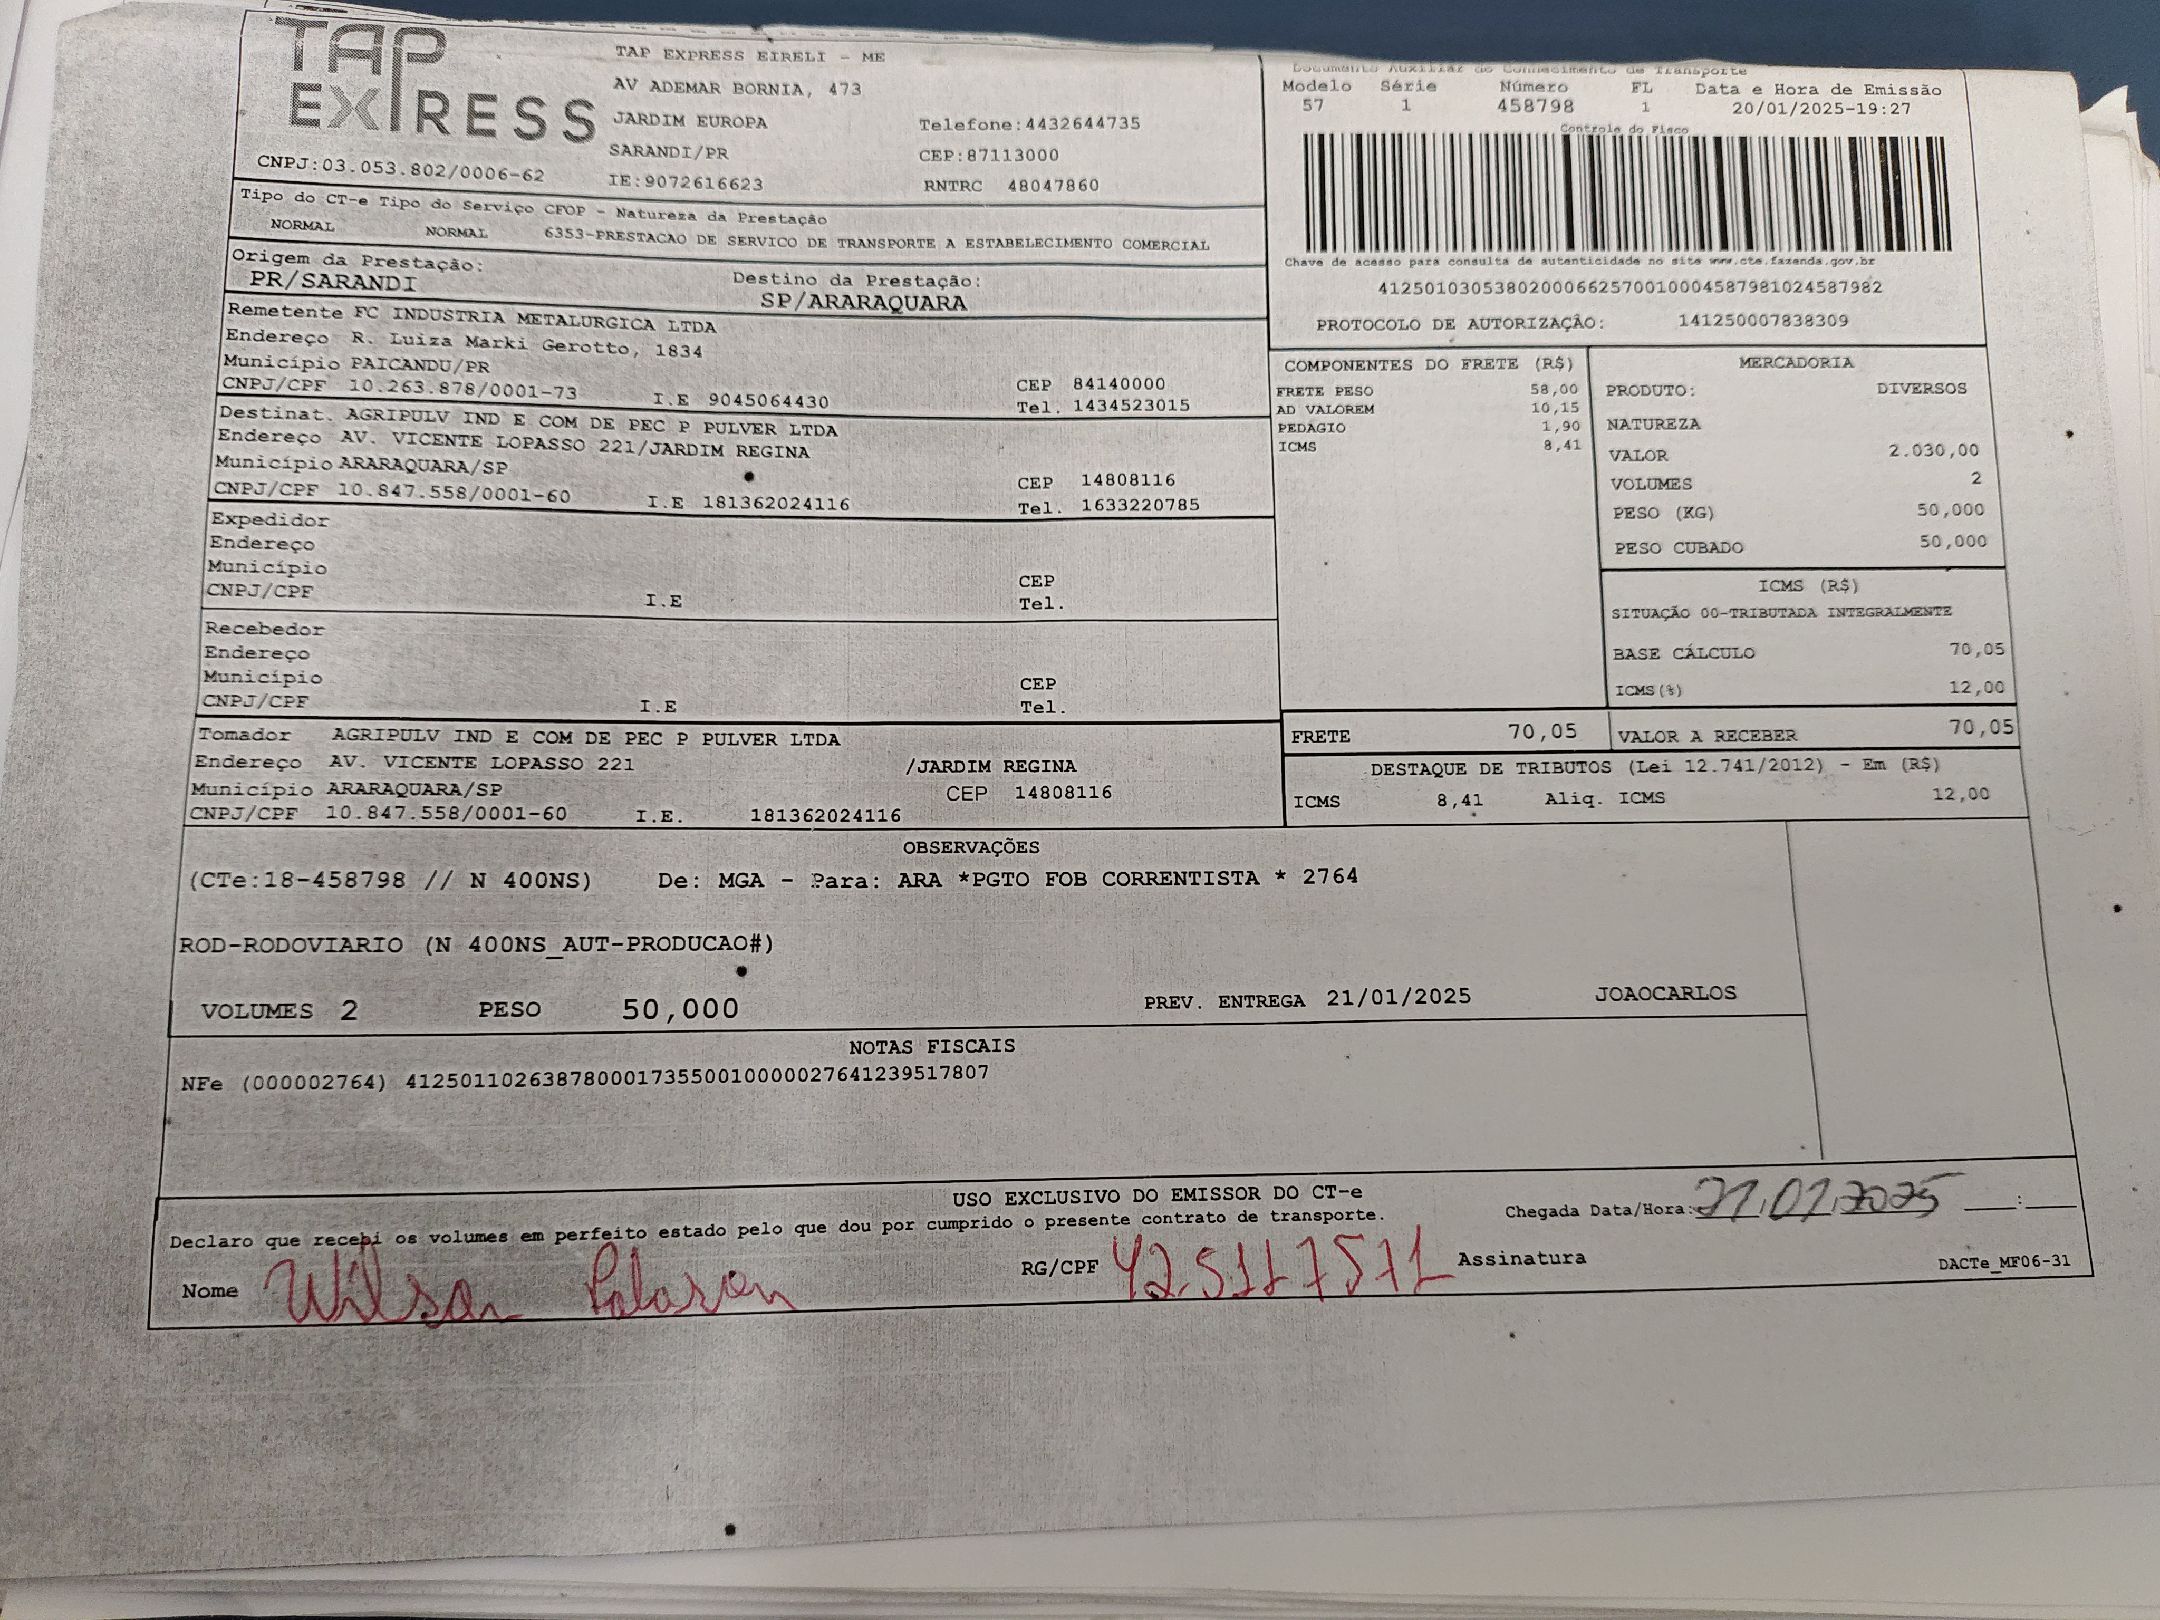 TAP
EXPRESS
CNPJ:03.053.802/0006-62
TAP EXPRESS EIRELI - ME
AV ADEMAR BORNIA, 473
JARDIM EUROPA
Telefone:4432644735
SARANDI/PR
CEP:87113000
IE:9072616623
RNTRC 48047860
Documento Auxiliar do Conhecimento de Transporte
Modelo Série Número FL Data e Hora de Emissão
57 1 458798 1 20/01/2025-19:27
Controle do Fisco
Chave de acesso para consulta de autenticidade no site www.cte.fazenda.gov.br
41250103053802000662570010004587981024587982
PROTOCOLO DE AUTORIZAÇÃO: 141250007838309
Tipo do CT-e Tipo do Serviço CFOP - Natureza da Prestação
NORMAL NORMAL 6353-PRESTACAO DE SERVICO DE TRANSPORTE A ESTABELECIMENTO COMERCIAL
Origem da Prestação: Destino da Prestação:
PR/SARANDI SP/ARARAQUARA
Remetente FC INDUSTRIA METALURGICA LTDA
Endereço R. Luiza Marki Gerotto, 1834
Município PAICANDU/PR CEP 84140000
CNPJ/CPF 10.263.878/0001-73 I.E 9045064430 Tel. 1434523015
Destinat. AGRIPULV IND E COM DE PEC P PULVER LTDA
Endereço AV. VICENTE LOPASSO 221/JARDIM REGINA
Município ARARAQUARA/SP CEP 14808116
CNPJ/CPF 10.847.558/0001-60 I.E 181362024116 Tel. 1633220785
Expedidor
Endereço
Município CEP
CNPJ/CPF I.E Tel.
Recebedor
Endereço
Município CEP
CNPJ/CPF I.E Tel.
Tomador AGRIPULV IND E COM DE PEC P PULVER LTDA
Endereço AV. VICENTE LOPASSO 221 /JARDIM REGINA
Município ARARAQUARA/SP CEP 14808116
CNPJ/CPF 10.847.558/0001-60 I.E. 181362024116
COMPONENTES DO FRETE (R$)
FRETE PESO 58,00
AD VALOREM 10,15
PEDAGIO 1,90
ICMS 8,41
MERCADORIA
PRODUTO: DIVERSOS
NATUREZA
VALOR 2.030,00
VOLUMES 2
PESO (KG) 50,000
PESO CUBADO 50,000
ICMS (R$)
SITUAÇÃO 00-TRIBUTADA INTEGRALMENTE
BASE CÁLCULO 70,05
ICMS(%) 12,00
FRETE 70,05 VALOR A RECEBER 70,05
DESTAQUE DE TRIBUTOS (Lei 12.741/2012) - Em (R$)
ICMS 8,41 Aliq. ICMS 12,00
OBSERVAÇÕES
(CTe:18-458798 // N 400NS) De: MGA - Para: ARA *PGTO FOB CORRENTISTA * 2764
ROD-RODOVIARIO (N 400NS_AUT-PRODUCAO#)
VOLUMES 2 PESO 50,000 PREV. ENTREGA 21/01/2025 JOAOCARLOS
NOTAS FISCAIS
NFe (000002764) 41250110263878000173550010000027641239517807
USO EXCLUSIVO DO EMISSOR DO CT-e
Declaro que recebi os volumes em perfeito estado pelo que dou por cumprido o presente contrato de transporte.
Chegada Data/Hora: 21.01.2025 :
Nome Wilson RG/CPF 42.5117571 Assinatura
DACTe_MF06-31